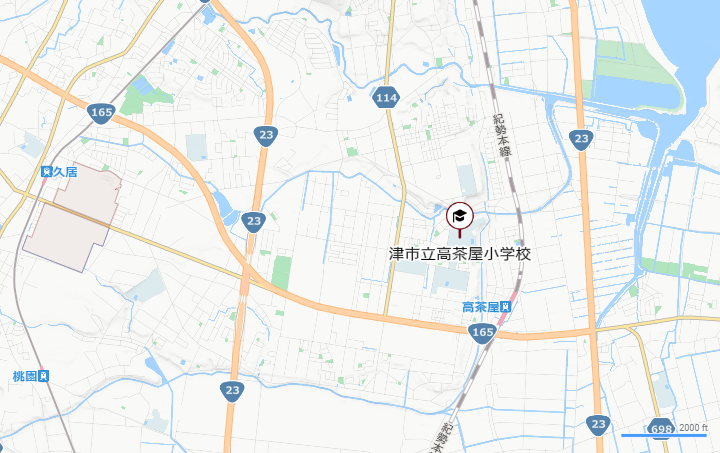 114
165
紀勢本線
23
23
久居
23
津市立高茶屋小学校
高茶屋
165
桃園
23
23
698
2000 ft
紀勢本